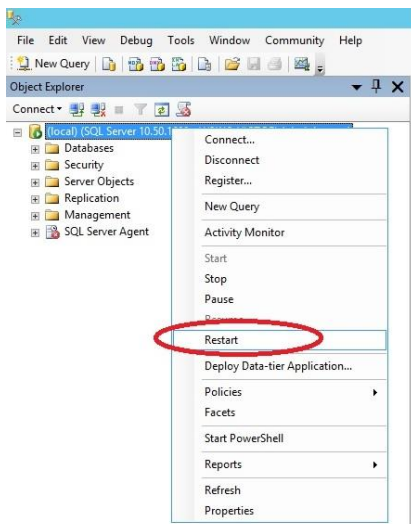 File Edit View Debug Tools Window Community Help
New Query
Object Explorer
Connect
(local) (SQL Server 10.50.1
Databases
Security
Server Objects
Replication
Management
SQL Server Agent
Connect...
Disconnect
Register...
New Query
Activity Monitor
Start
Stop
Pause
Resume
Restart
Deploy Data-tier Application...
Policies
Facets
Start PowerShell
Reports
Refresh
Properties